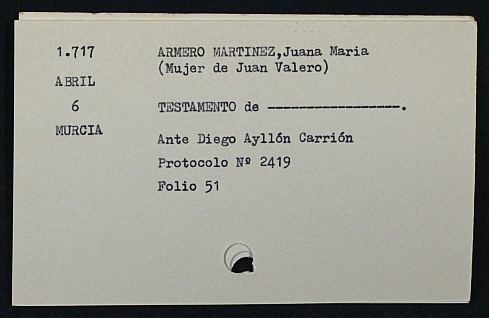 1.717 ARMERO MARTINEZ,Juana Maria
(Mujer de Juan Valero)
ABRIL
6 TESTAMENTO de -----------------.
MURCIA
Ante Diego Ayllón Carrión
Protocolo Nº 2419
Folio 51